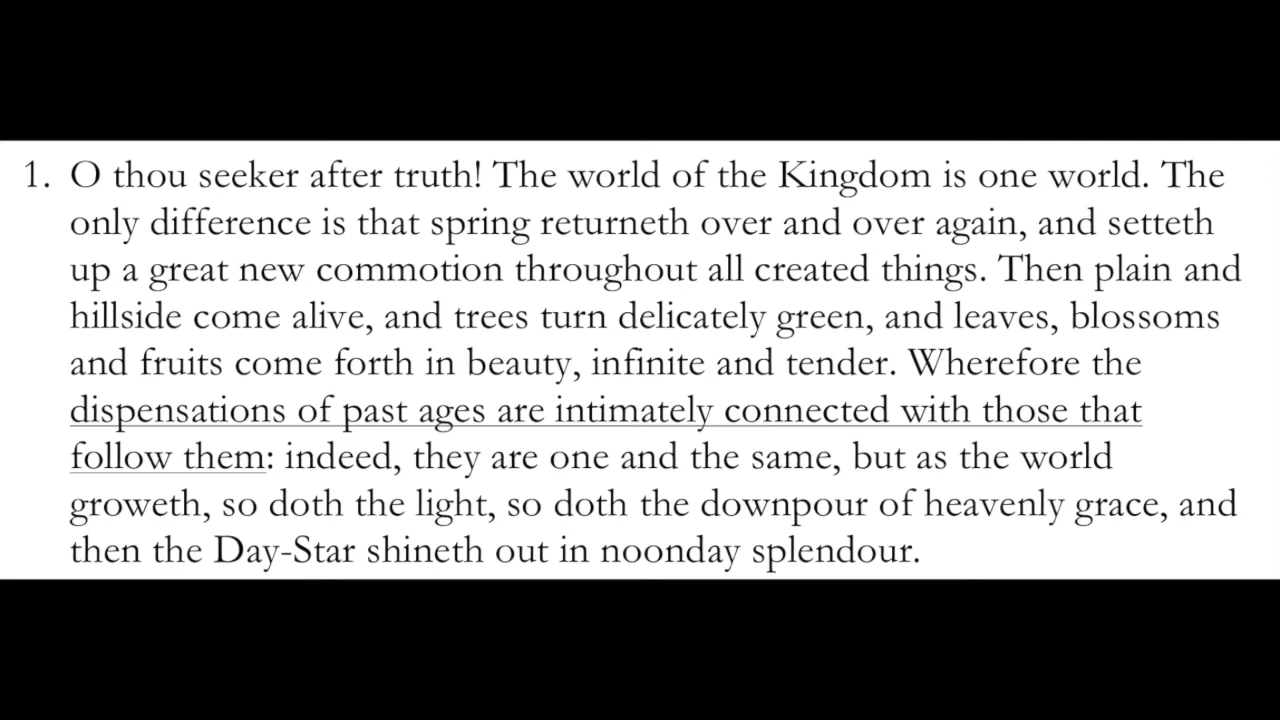 1. O thou seeker after truth! The world of the Kingdom is one world. The
only difference is that spring returneth over and over again, and setteth
up a great new commotion throughout all created things. Then plain and
hillside come alive, and trees turn delicately green, and leaves, blossoms
and fruits come forth in beauty, infinite and tender. Wherefore the
dispensations of past ages are intimately connected with those that
follow them: indeed, they are one and the same, but as the world
groweth, so doth the light, so doth the downpour of heavenly grace, and
then the Day-Star shineth out in noonday splendour.